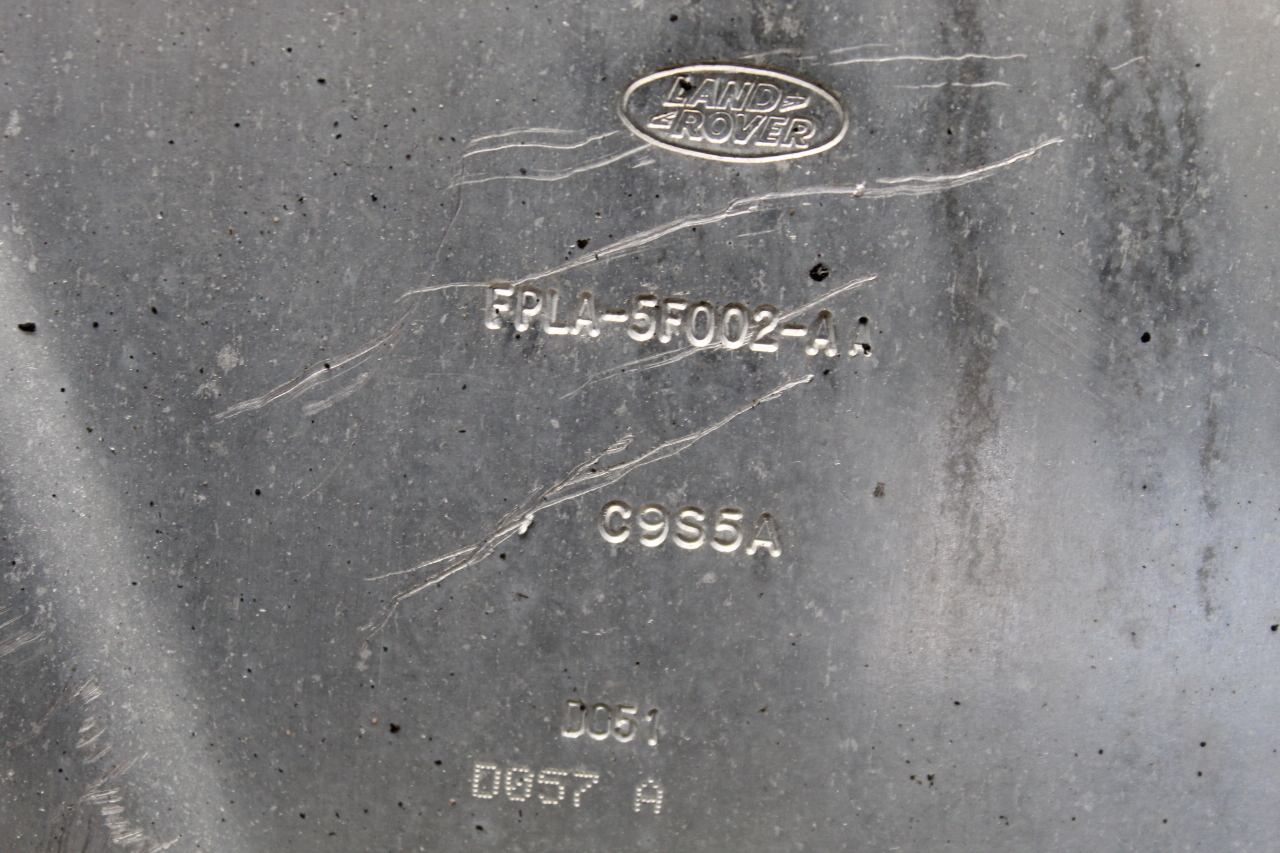 LAND
ROVER
FPLA-5F002-AA
C9S5A
D051
D057 A